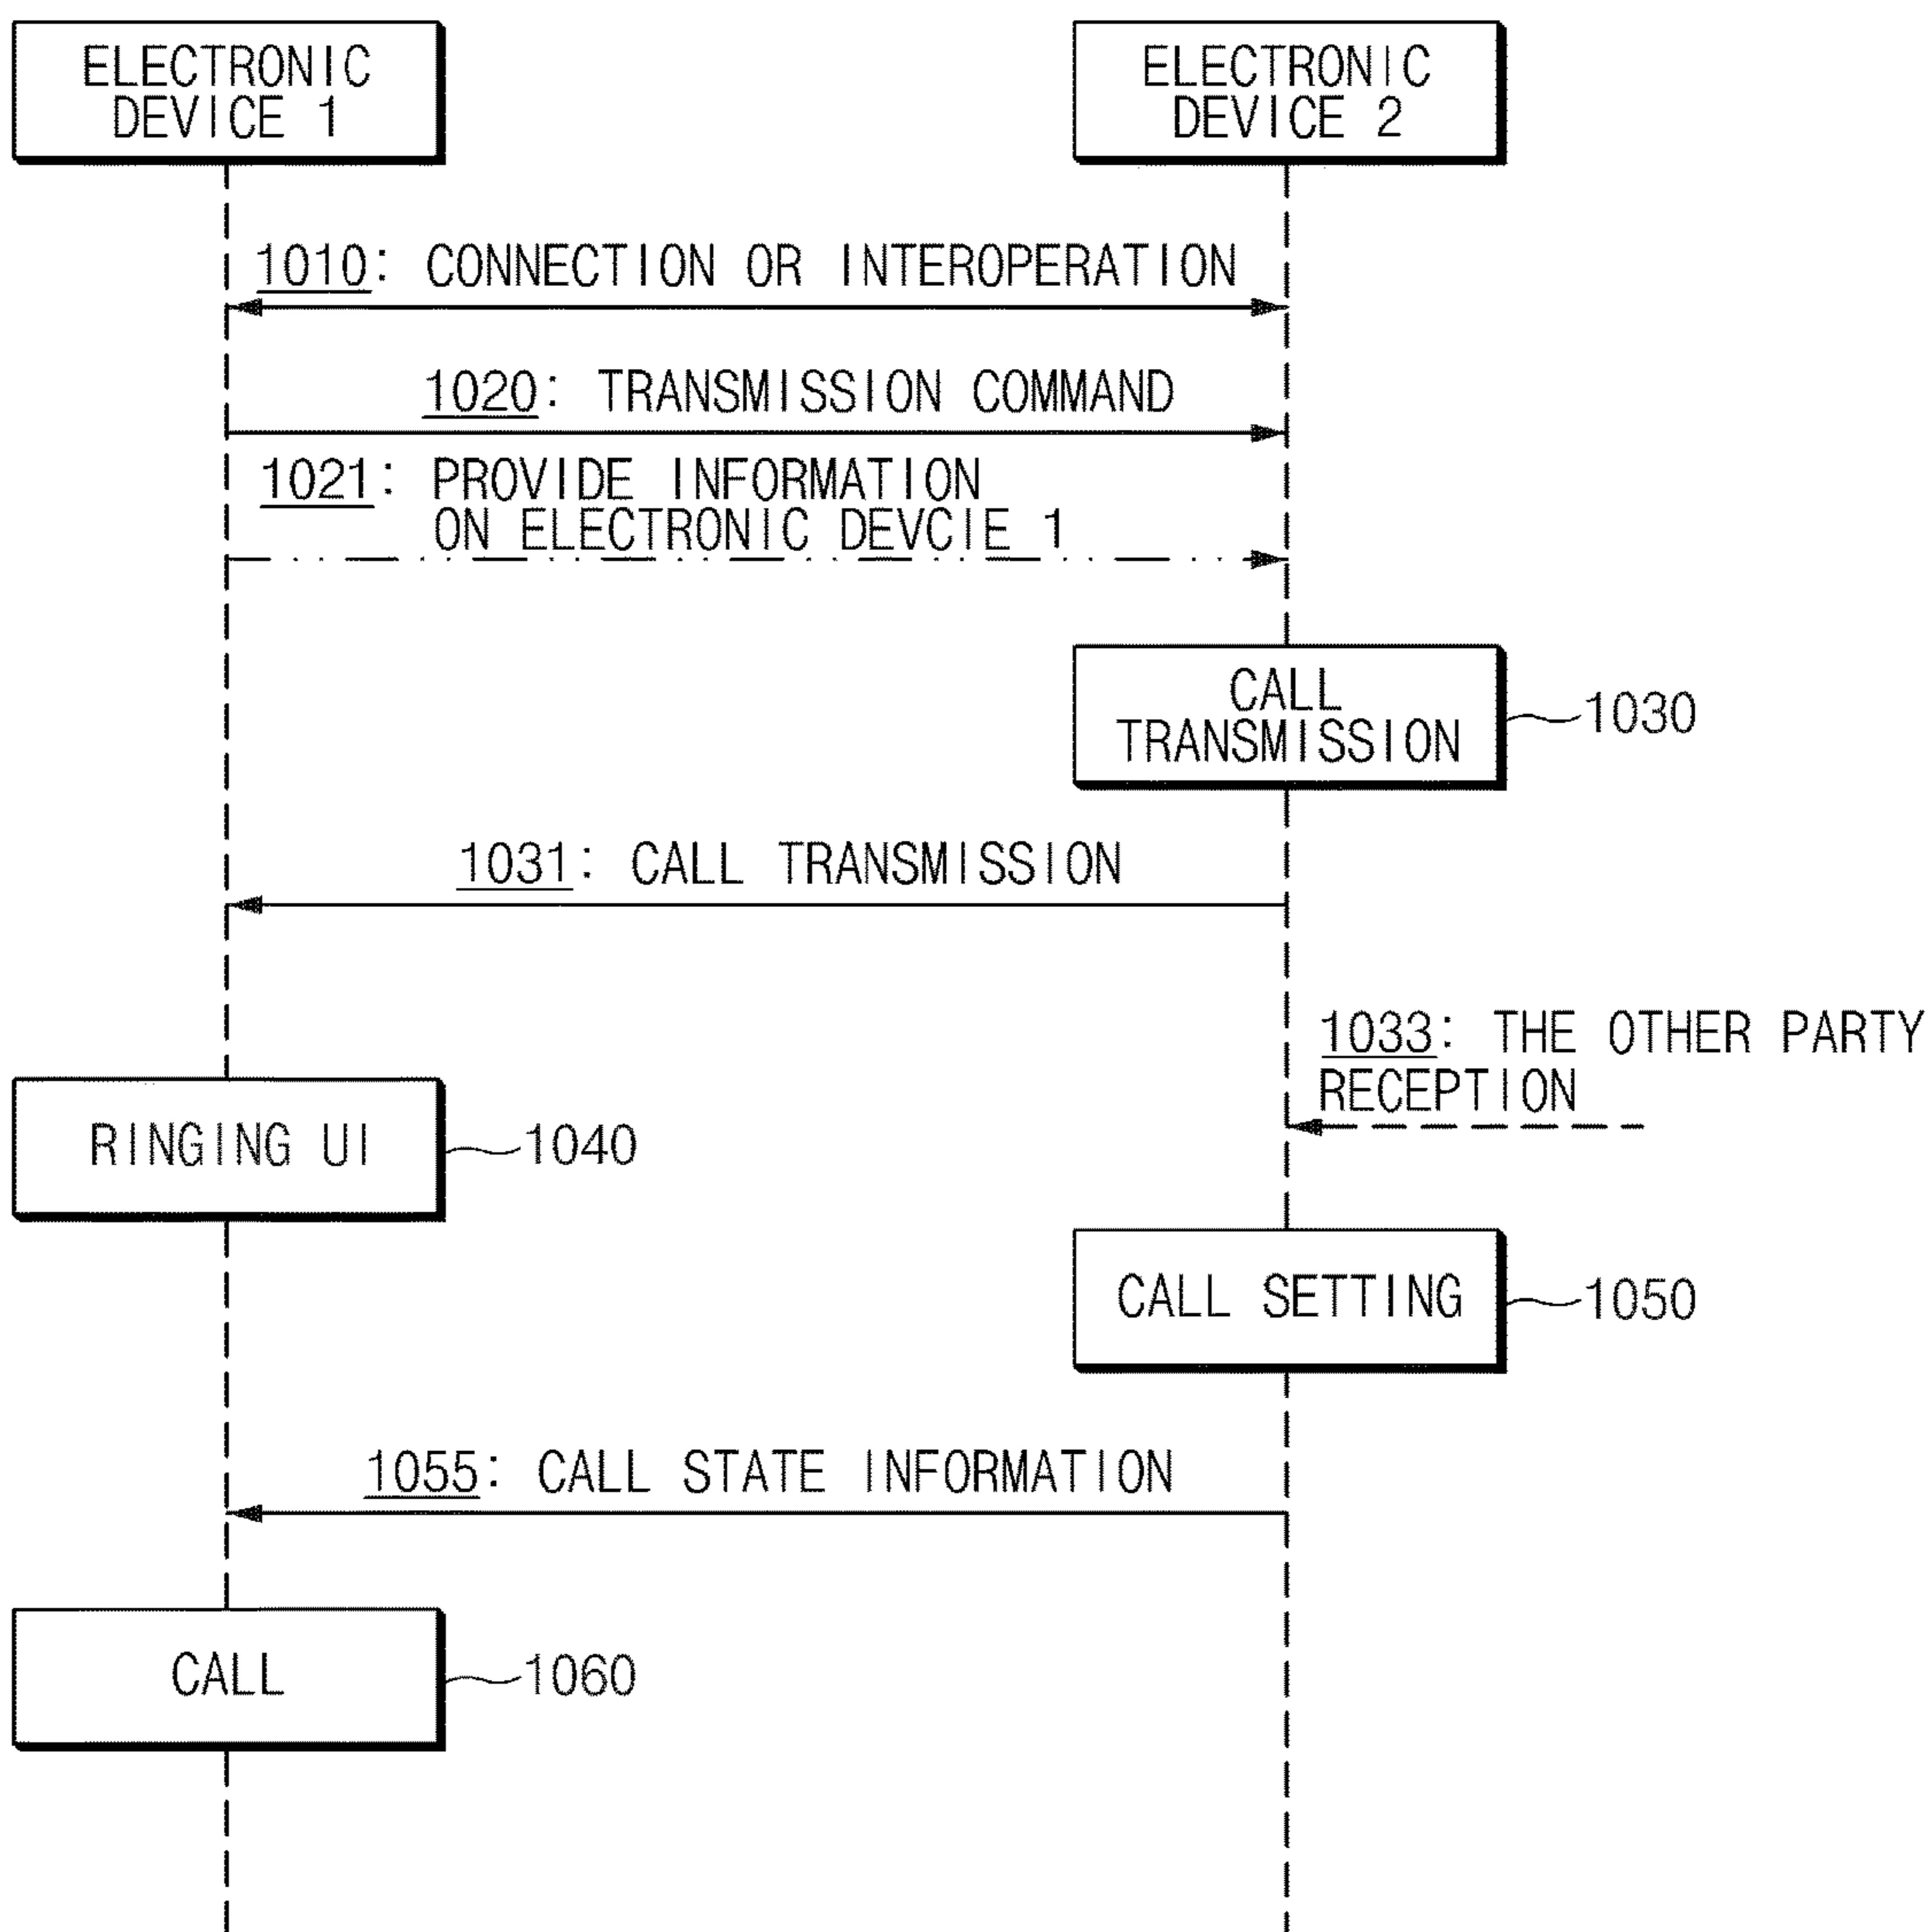 ELECTRONIC
DEVICE 1
ELECTRONIC
DEVICE 2
1010: CONNECTION OR INTEROPERATION
1020: TRANSMISSION COMMAND
1021: PROVIDE INFORMATION
ON ELECTRONIC DEVCIE 1
CALL
TRANSMISSION
1030
1031: CALL TRANSMISSION
1033: THE OTHER PARTY
RECEPTION
RINGING UI
1040
CALL SETTING
1050
1055: CALL STATE INFORMATION
CALL
1060